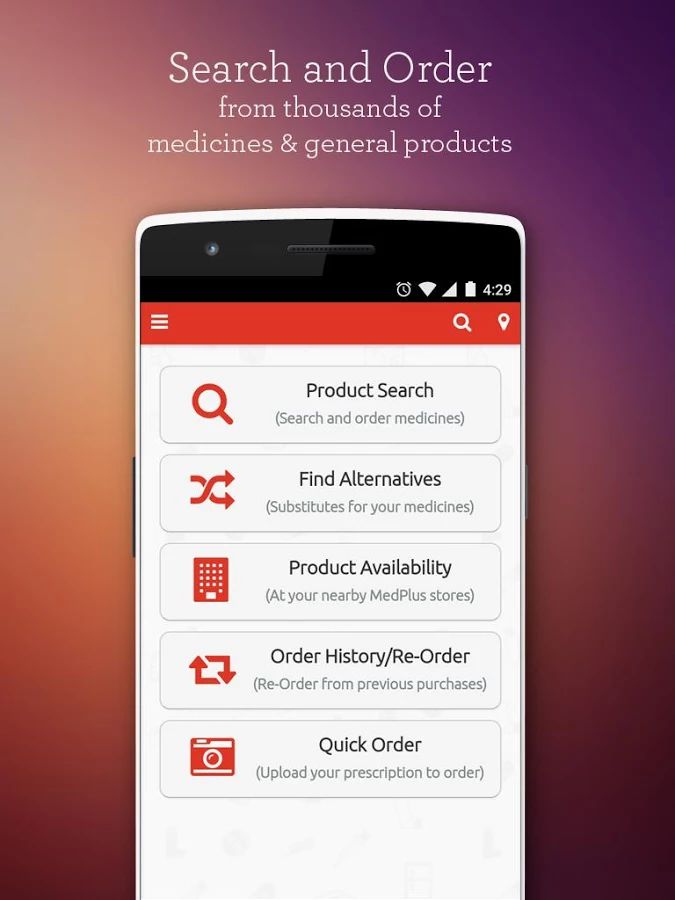 Search and Order
from thousands of
medicines & general products
4:29
Product Search
(Search and order medicines)
Find Alternatives
(Substitutes for your medicines)
Product Availability
(At your nearby MedPlus stores)
Order History/Re-Order
(Re-Order from previous purchases)
Quick Order
(Upload your prescription to order)